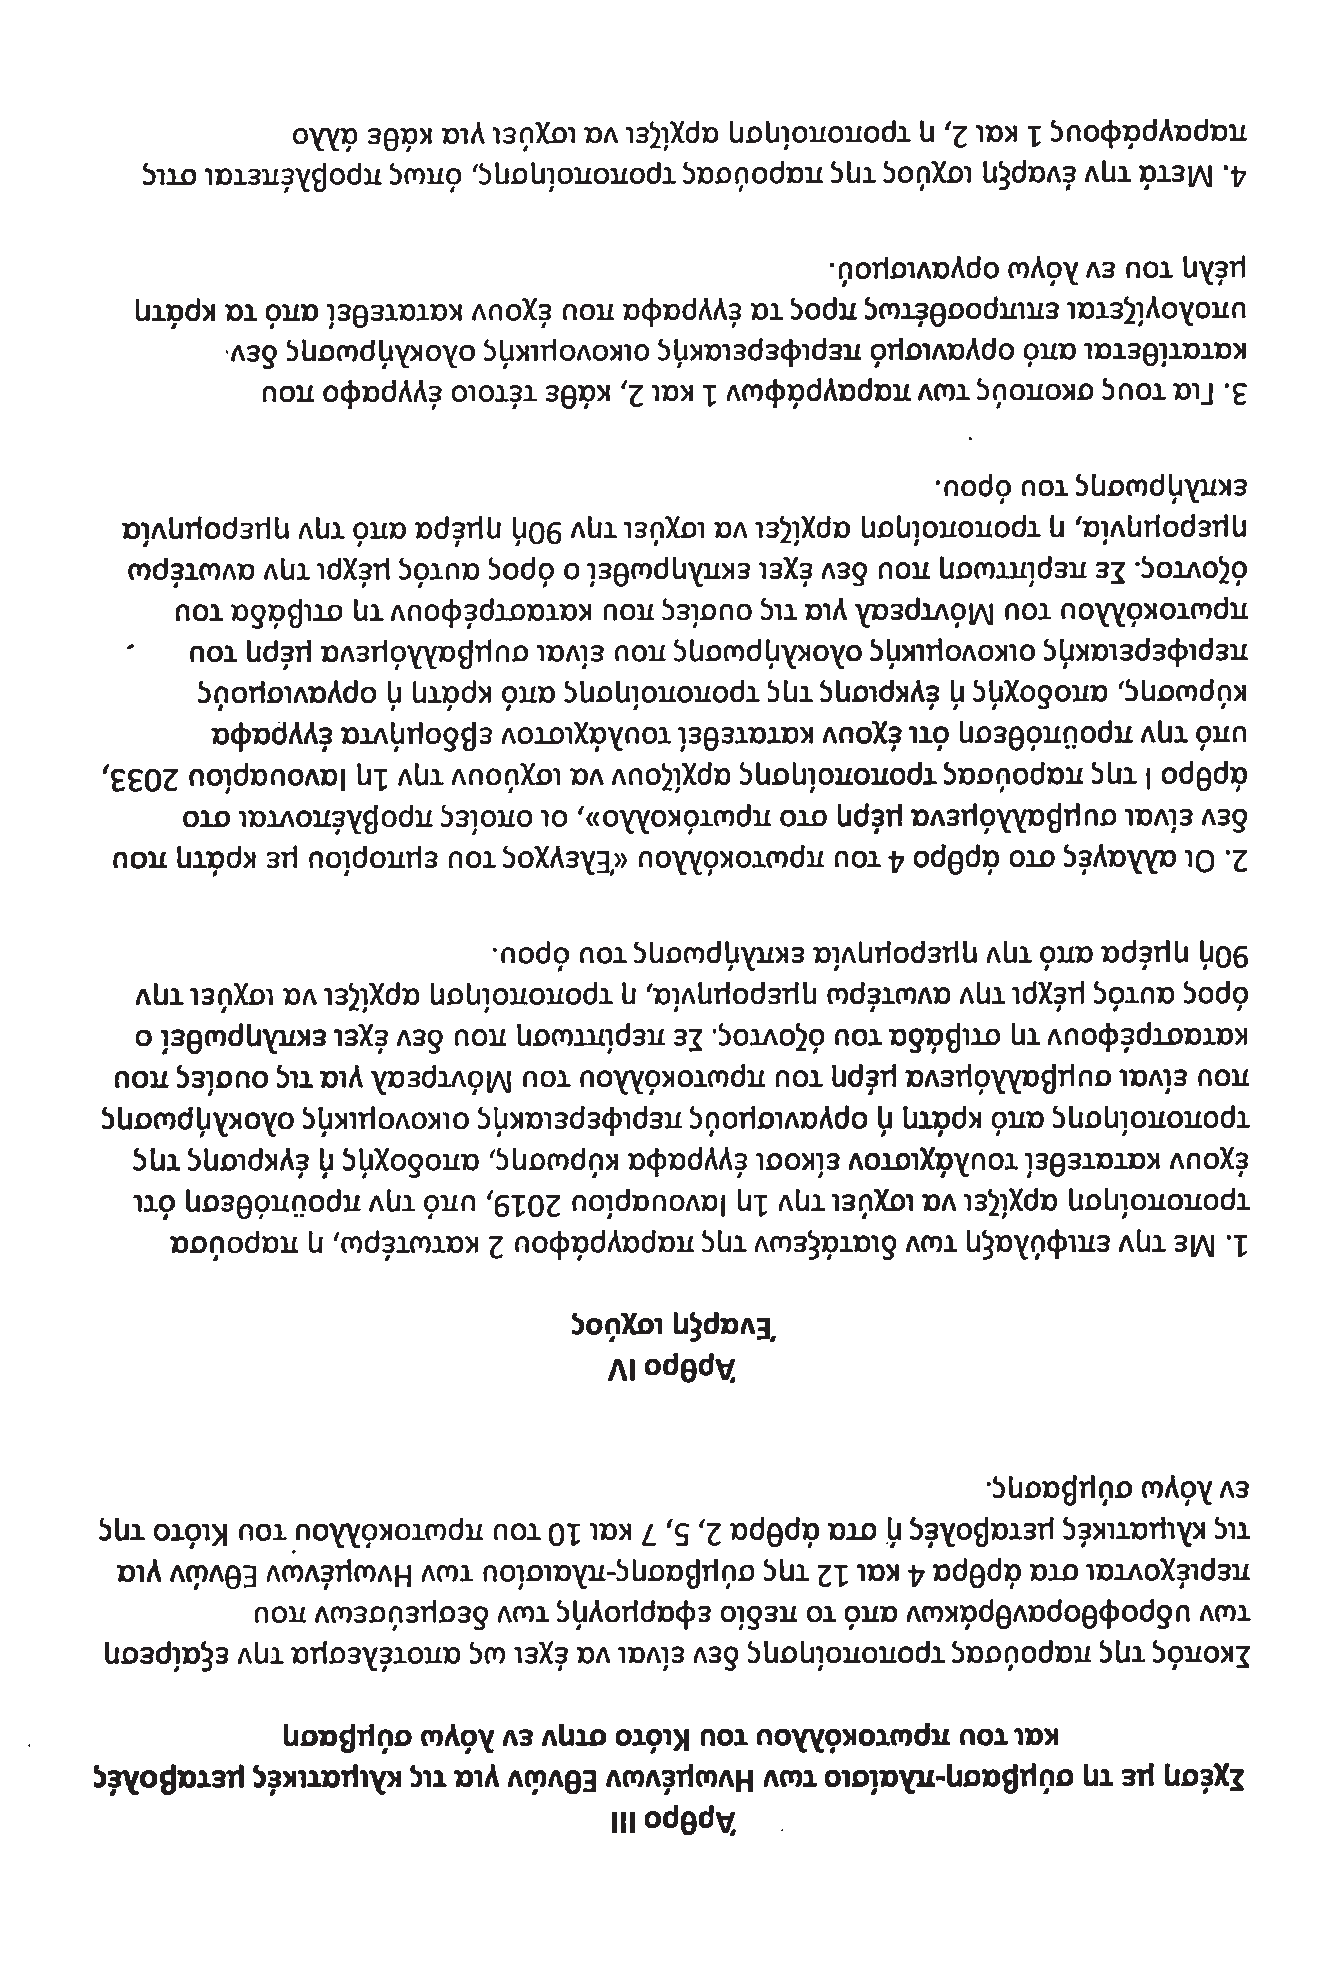 Άρθρο III
Σχέση με τη σύμβαση-πλαίσιο των Ηνωμένων Εθνών για τις κλιματικές μεταβολές
και του πρωτοκόλλου του Κιότο στην εν λόγω σύμβαση
Σκοπός της παρούσας τροποποίησης δεν είναι να έχει ως αποτέλεσμα την εξαίρεση
των υδροφθορανθράκων από το πεδίο εφαρμογής των δεσμεύσεων που
περιέχονται στα άρθρα 4 και 12 της σύμβασης-πλαισίου των Ηνωμένων Εθνών για
τις κλιματικές μεταβολές ή στα άρθρα 2, 5, 7 και 10 του πρωτοκόλλου του Κιότο της
εν λόγω σύμβασης.
Άρθρο IV
Έναρξη ισχύος
1. Με την επιφύλαξη των διατάξεων της παραγράφου 2 κατωτέρω, η παρούσα
τροποποίηση αρχίζει να ισχύει την 1η Ιανουαρίου 2019, υπό την προϋπόθεση ότι
έχουν κατατεθεί τουλάχιστον είκοσι έγγραφα κύρωσης, αποδοχής ή έγκρισης της
τροποποίησης από κράτη ή οργανισμούς περιφερειακής οικονομικής ολοκλήρωσης
που είναι συμβαλλόμενα μέρη του πρωτοκόλλου του Μόντρεαλ για τις ουσίες που
καταστρέφουν τη στιβάδα του όζοντος. Σε περίπτωση που δεν έχει εκπληρωθεί ο
όρος αυτός μέχρι την ανωτέρω ημερομηνία, η τροποποίηση αρχίζει να ισχύει την
90ή ημέρα από την ημερομηνία εκπλήρωσης του όρου.
2. Οι αλλαγές στο άρθρο 4 του πρωτοκόλλου «Έλεγχος του εμπορίου με κράτη που
δεν είναι συμβαλλόμενα μέρη στο πρωτόκολλο», οι οποίες προβλέπονται στο
άρθρο Ι της παρούσας τροποποίησης αρχίζουν να ισχύουν την 1η Ιανουαρίου 2033,
υπό την προϋπόθεση ότι έχουν κατατεθεί τουλάχιστον εβδομήντα έγγραφα
κύρωσης, αποδοχής ή έγκρισης της τροποποίησης από κράτη ή οργανισμούς
περιφερειακής οικονομικής ολοκλήρωσης που είναι συμβαλλόμενα μέρη του
πρωτοκόλλου του Μόντρεαλ για τις ουσίες που καταστρέφουν τη στιβάδα του
όζοντος. Σε περίπτωση που δεν έχει εκπληρωθεί ο όρος αυτός μέχρι την ανωτέρω
ημερομηνία, η τροποποίηση αρχίζει να ισχύει την 90ή ημέρα από την ημερομηνία
εκπλήρωσης του όρου.
3. Για τους σκοπούς των παραγράφων 1 και 2, κάθε τέτοιο έγγραφο που
κατατίθεται από οργανισμό περιφερειακής οικονομικής ολοκλήρωσης δεν
υπολογίζεται επιπροσθέτως προς τα έγγραφα που έχουν κατατεθεί από τα κράτη
μέλη του εν λόγω οργανισμού.
4. Μετά την έναρξη ισχύος της παρούσας τροποποίησης, όπως προβλέπεται στις
παραγράφους 1 και 2, η τροποποίηση αρχίζει να ισχύει για κάθε άλλο